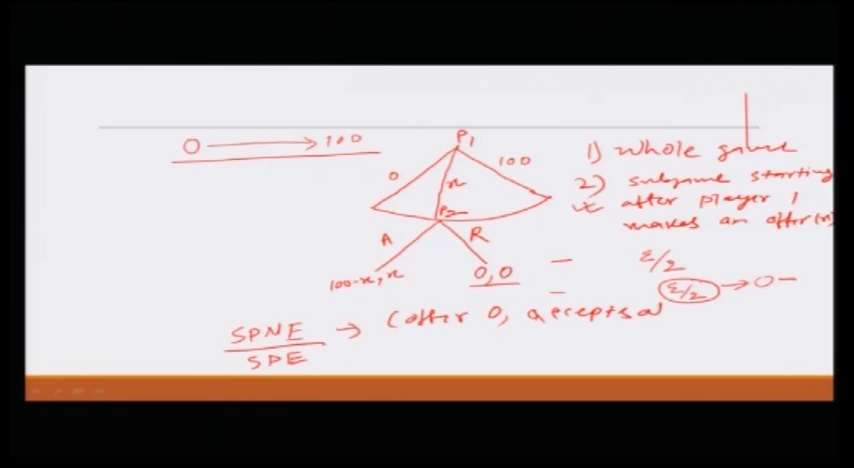 0 → 100
P1
0
x
100
P2
A
R
100-x, x
0,0
1) whole game
2) subgame starting
after player 1
makes an offer(x)
ε/2
ε/2 → 0
SPNE → (offer 0, accepts a
SPE